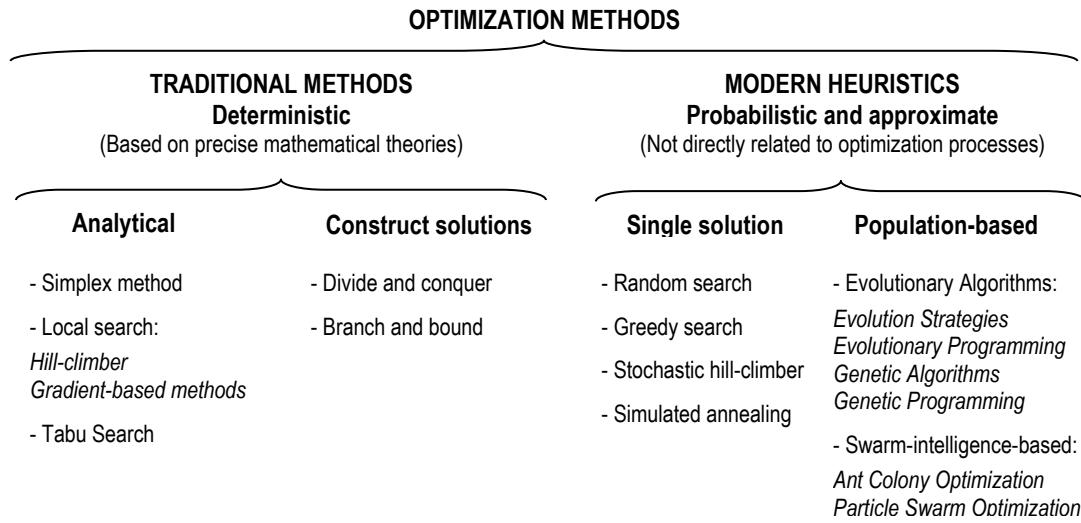 OPTIMIZATION METHODS
TRADITIONAL METHODS
Deterministic
(Based on precise mathematical theories)
MODERN HEURISTICS
Probabilistic and approximate
(Not directly related to optimization processes)
Analytical
- Simplex method
- Local search:
Hill-climber
Gradient-based methods
- Tabu Search
Construct solutions
- Divide and conquer
- Branch and bound
Single solution
- Random search
- Greedy search
- Stochastic hill-climber
- Simulated annealing
Population-based
- Evolutionary Algorithms:
Evolution Strategies
Evolutionary Programming
Genetic Algorithms
Genetic Programming
- Swarm-intelligence-based:
Ant Colony Optimization
Particle Swarm Optimization